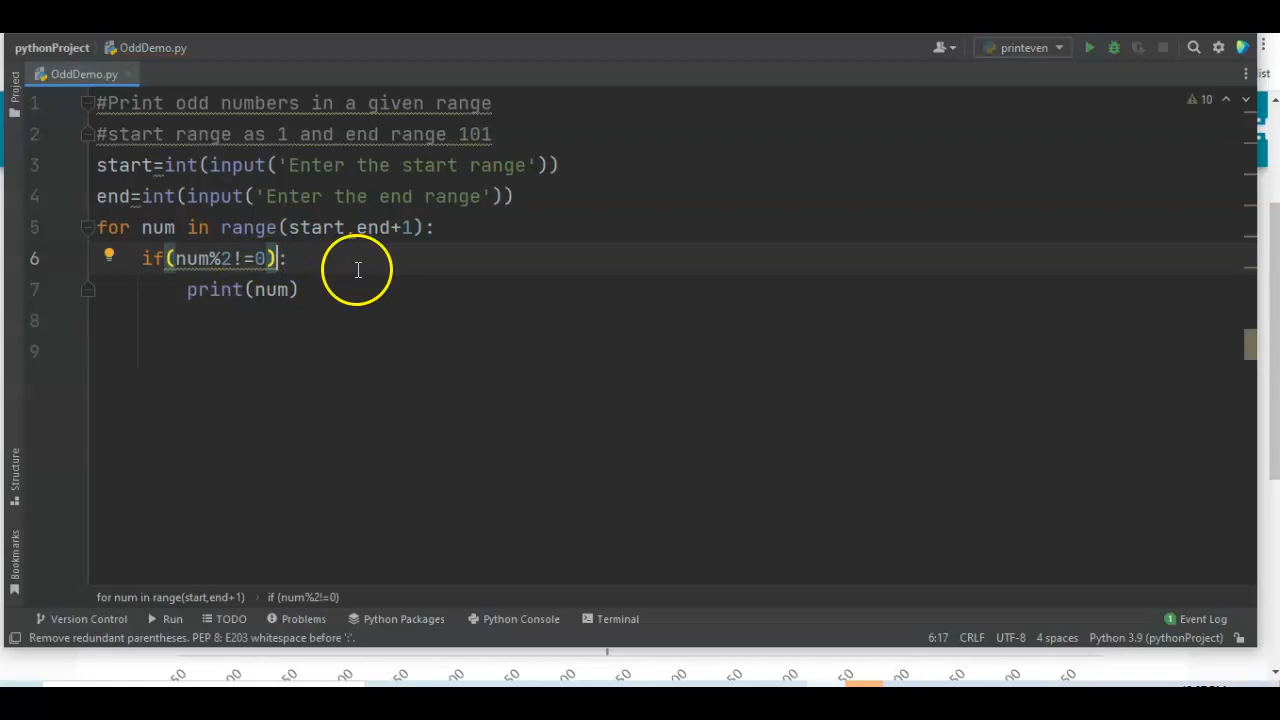 pythonProject OddDemo.py printeven
OddDemo.py
Project
1 #Print odd numbers in a given range 10
2 #start range as 1 and end range 101
3 start=int(input('Enter the start range'))
4 end=int(input('Enter the end range'))
5 for num in range(start,end+1):
6 if(num%2!=0):
7 print(num)
8
9
Structure
Bookmarks
for num in range(start,end+1) › if (num%2!=0)
Version Control Run TODO Problems Python Packages Python Console Terminal 1 Event Log
Remove redundant parentheses. PEP 8: E203 whitespace before ':'. 6:17 CRLF UTF-8 4 spaces Python 3.9 (pythonProject)